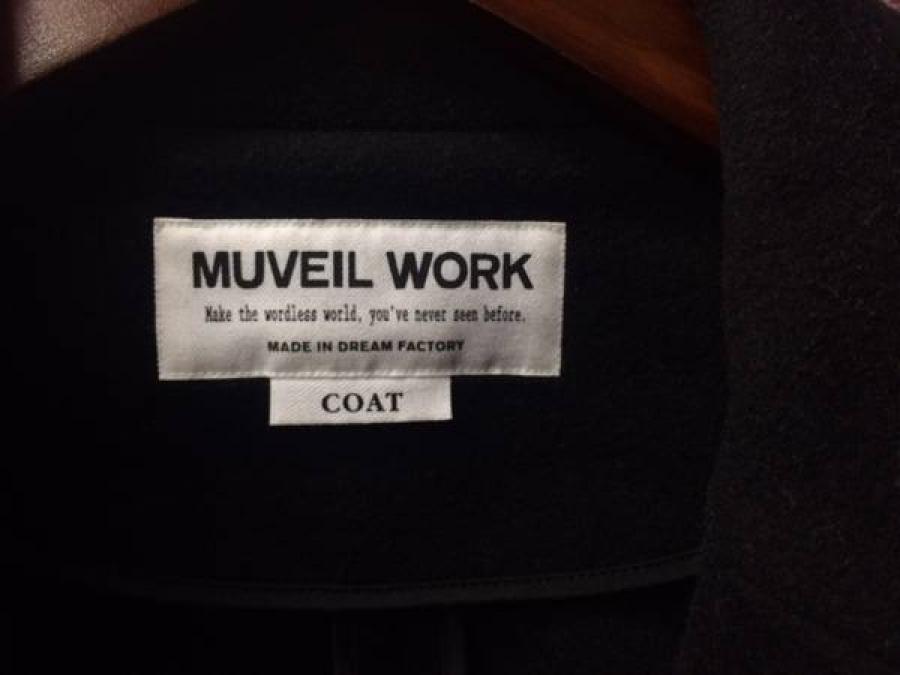 MUVEIL WORK
Make the wordless world, you've never seen before.
MADE IN DREAM FACTORY
COAT